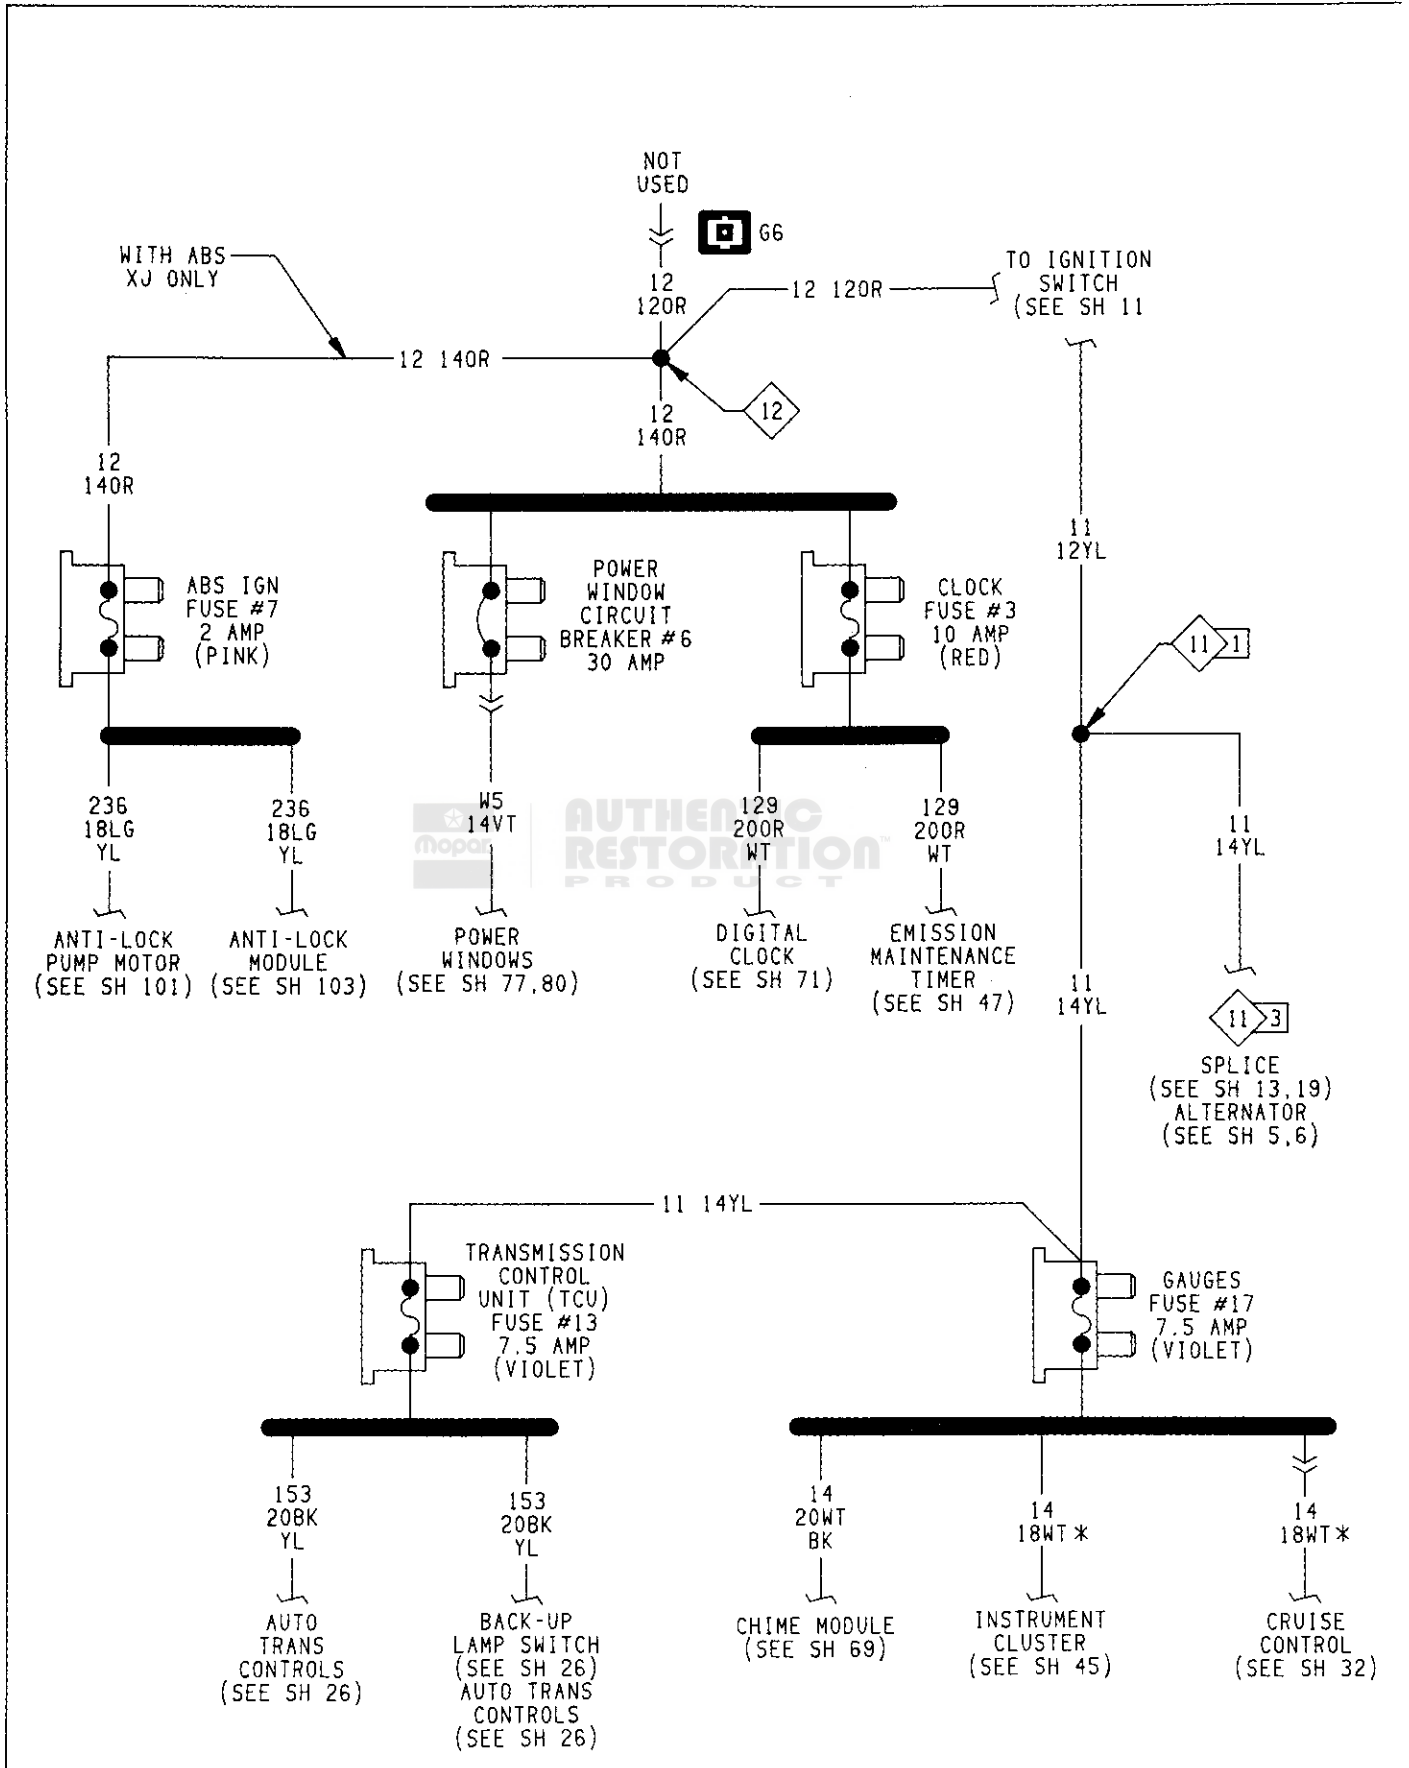 NOT
USED
G6
WITH ABS
XJ ONLY
12
120R
12 120R
TO IGNITION
SWITCH
(SEE SH 11
12 140R
12
12
140R
12
140R
11
12YL
ABS IGN
FUSE #7
2 AMP
(PINK)
POWER
WINDOW
CIRCUIT
BREAKER #6
30 AMP
CLOCK
FUSE #3
10 AMP
(RED)
11 1
236
18LG
YL
236
18LG
YL
W5
14VT
129
200R
WT
129
200R
WT
11
14YL
Mopar
AUTHENTIC
RESTORATION™
PRODUCT
ANTI-LOCK
PUMP MOTOR
(SEE SH 101)
ANTI-LOCK
MODULE
(SEE SH 103)
POWER
WINDOWS
(SEE SH 77,80)
DIGITAL
CLOCK
(SEE SH 71)
EMISSION
MAINTENANCE
TIMER
(SEE SH 47)
11
14YL
11 3
SPLICE
(SEE SH 13,19)
ALTERNATOR
(SEE SH 5,6)
11 14YL
TRANSMISSION
CONTROL
UNIT (TCU)
FUSE #13
7.5 AMP
(VIOLET)
GAUGES
FUSE #17
7.5 AMP
(VIOLET)
153
20BK
YL
153
20BK
YL
14
20WT
BK
14
18WT*
14
18WT*
AUTO
TRANS
CONTROLS
(SEE SH 26)
BACK-UP
LAMP SWITCH
(SEE SH 26)
AUTO TRANS
CONTROLS
(SEE SH 26)
CHIME MODULE
(SEE SH 69)
INSTRUMENT
CLUSTER
(SEE SH 45)
CRUISE
CONTROL
(SEE SH 32)